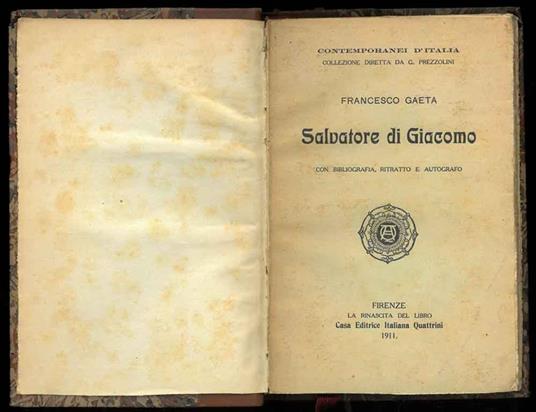 CONTEMPORANEI D'ITALIA
COLLEZIONE DIRETTA DA G. PREZZOLINI
FRANCESCO GAETA
Salvatore di Giacomo
CON BIBLIOGRAFIA, RITRATTO E AUTOGRAFO
FIRENZE
LA RINASCITA DEL LIBRO
Casa Editrice Italiana Quattrini
1911.